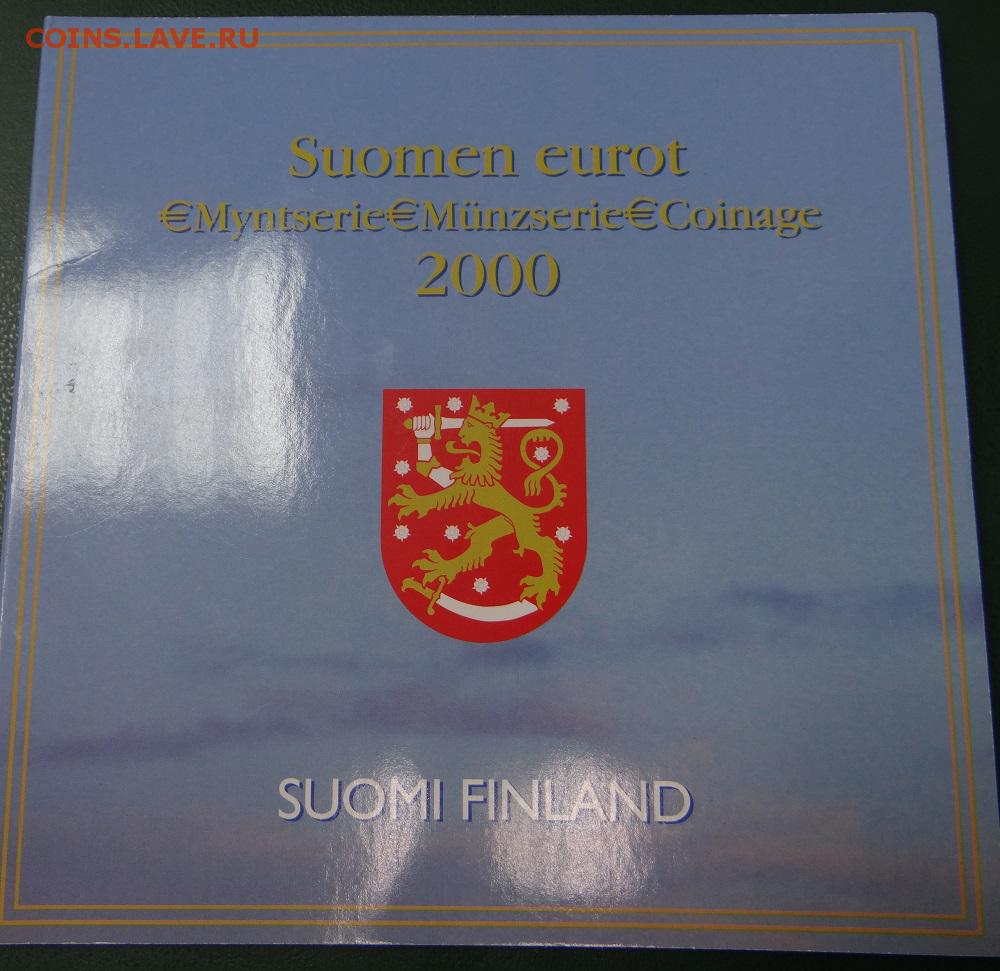 COINS.LAVE.RU
Suomen eurot
€Myntserie€Münzserie€Coinage
2000
SUOMI FINLAND